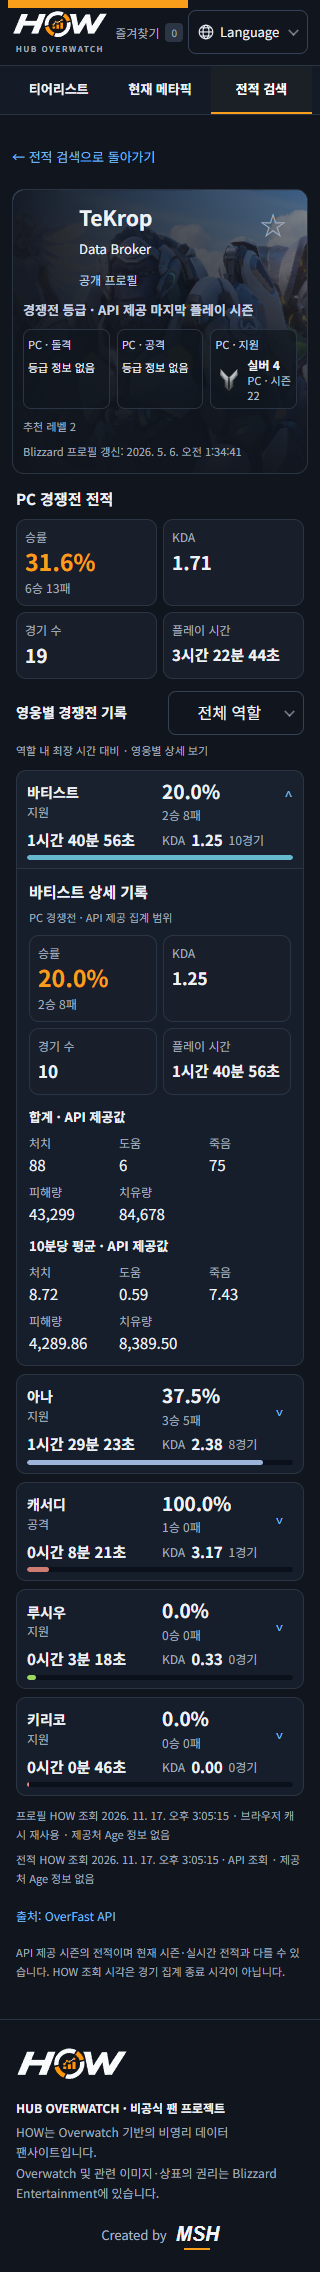 HOW
HUB OVERWATCH
즐겨찾기 0
Language
티어리스트 현재 메타픽 전적 검색
← 전적 검색으로 돌아가기
TeKrop
Data Broker
공개 프로필
경쟁전 등급 · API 제공 마지막 플레이 시즌
PC · 돌격
등급 정보 없음
PC · 공격
등급 정보 없음
PC · 지원
실버 4
PC · 시즌
22
추천 레벨 2
Blizzard 프로필 갱신: 2026. 5. 6. 오전 1:34:41
PC 경쟁전 전적
승률
31.6%
6승 13패
KDA
1.71
경기 수
19
플레이 시간
3시간 22분 44초
영웅별 경쟁전 기록
전체 역할
역할 내 최장 시간 대비 · 영웅별 상세 보기
바티스트
지원
20.0%
2승 8패
1시간 40분 56초
KDA 1.25 10경기
바티스트 상세 기록
PC 경쟁전 · API 제공 집계 범위
승률
20.0%
2승 8패
KDA
1.25
경기 수
10
플레이 시간
1시간 40분 56초
합계 · API 제공값
처치 도움 죽음
88 6 75
피해량 치유량
43,299 84,678
10분당 평균 · API 제공값
처치 도움 죽음
8.72 0.59 7.43
피해량 치유량
4,289.86 8,389.50
아나
지원
37.5%
3승 5패
1시간 29분 23초
KDA 2.38 8경기
캐서디
공격
100.0%
1승 0패
0시간 8분 21초
KDA 3.17 1경기
루시우
지원
0.0%
0승 0패
0시간 3분 18초
KDA 0.33 0경기
키리코
지원
0.0%
0승 0패
0시간 0분 46초
KDA 0.00 0경기
프로필 HOW 조회 2026. 11. 17. 오후 3:05:15 · 브라우저 캐
시 재사용 · 제공처 Age 정보 없음
전적 HOW 조회 2026. 11. 17. 오후 3:05:15 · API 조회 · 제공
처 Age 정보 없음
출처: OverFast API
API 제공 시즌의 전적이며 현재 시즌·실시간 전적과 다를 수 있
습니다. HOW 조회 시각은 경기 집계 종료 시각이 아닙니다.
HOW
HUB OVERWATCH · 비공식 팬 프로젝트
HOW는 Overwatch 기반의 비영리 데이터
팬사이트입니다.
Overwatch 및 관련 이미지·상표의 권리는 Blizzard
Entertainment에 있습니다.
Created by MSH